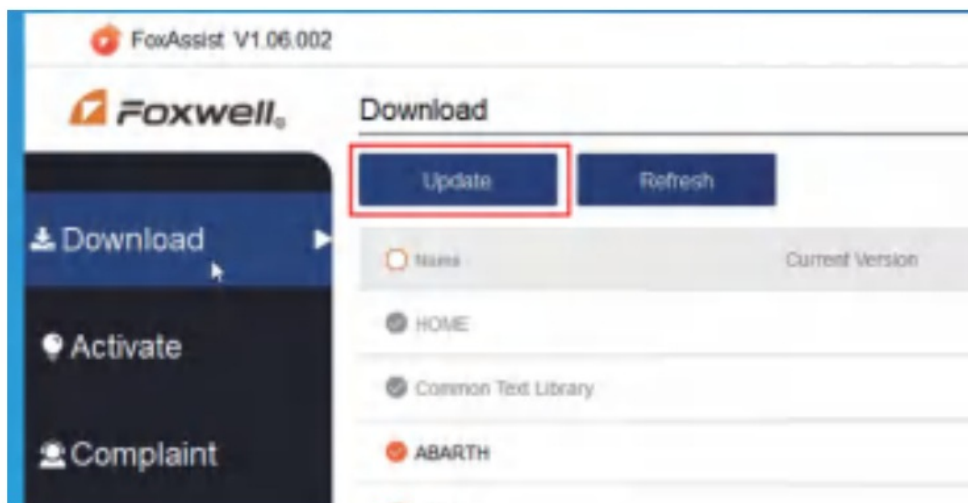 FoxAssist V1.06.002
FOXWELL
Download
Update Refresh
Download
Name Current Version
HOME
Activate
Common Text Library
Complaint
ABARTH